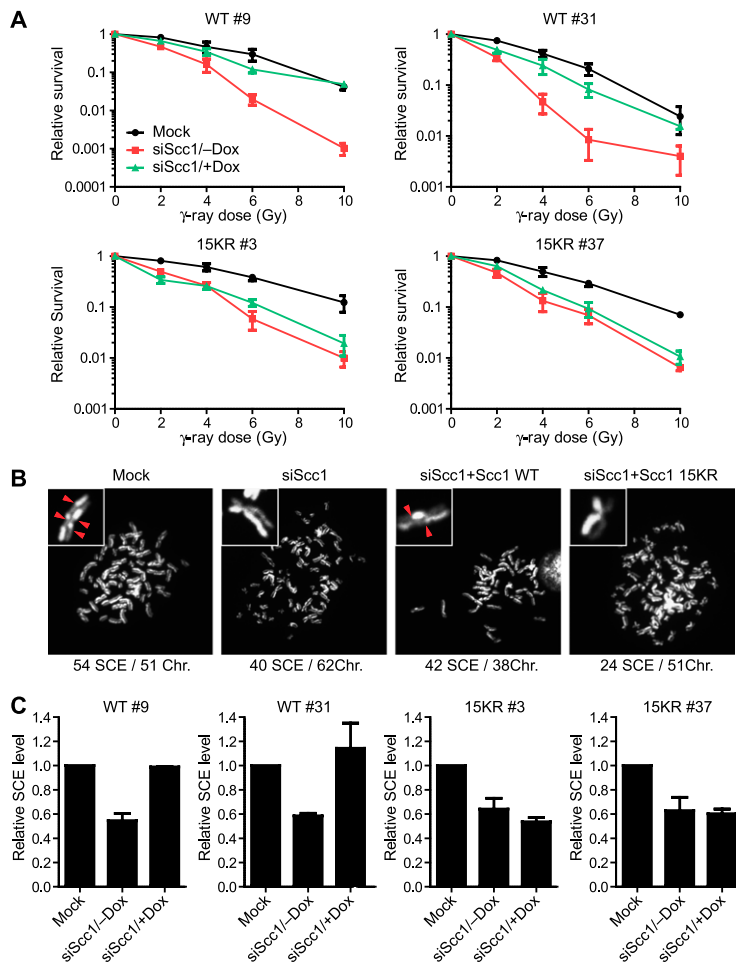 A
WT #9
WT #31
Relative survival
1
0.1
0.01
0.001
0.0001
Mock
siScc1/–Dox
siScc1/+Dox
0 2 4 6 8 10
γ-ray dose (Gy)
Relative survival
1
0.1
0.01
0.001
0 2 4 6 8 10
γ-ray dose (Gy)
15KR #3
15KR #37
Relative Survival
1
0.1
0.01
0.001
0 2 4 6 8 10
γ-ray dose (Gy)
Relative Survival
1
0.1
0.01
0.001
0 2 4 6 8 10
γ-ray dose (Gy)
B
Mock
siScc1
siScc1+Scc1 WT
siScc1+Scc1 15KR
54 SCE / 51 Chr.
40 SCE / 62Chr.
42 SCE / 38Chr.
24 SCE / 51Chr.
C
WT #9
WT #31
15KR #3
15KR #37
Relative SCE level
1.4
1.2
1.0
0.8
0.6
0.4
0.2
0.0
Mock
siScc1/–Dox
siScc1/+Dox
Relative SCE level
1.4
1.2
1.0
0.8
0.6
0.4
0.2
0.0
Mock
siScc1/–Dox
siScc1/+Dox
Relative SCE level
1.4
1.2
1.0
0.8
0.6
0.4
0.2
0.0
Mock
siScc1/–Dox
siScc1/+Dox
Relative SCE level
1.4
1.2
1.0
0.8
0.6
0.4
0.2
0.0
Mock
siScc1/–Dox
siScc1/+Dox